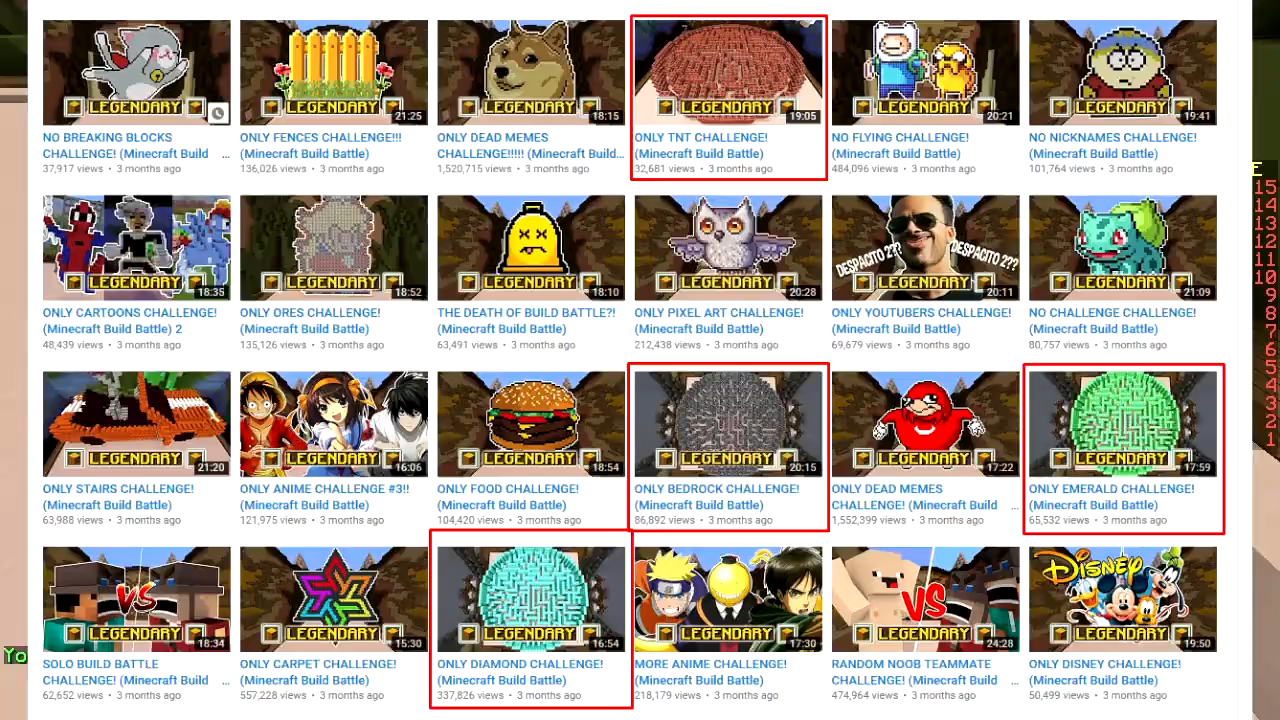 LEGENDARY
NO BREAKING BLOCKS
CHALLENGE! (Minecraft Build ...
37,917 views • 3 months ago
LEGENDARY
21:25
ONLY FENCES CHALLENGE!!!
(Minecraft Build Battle)
136,026 views • 3 months ago
LEGENDARY
18:15
ONLY DEAD MEMES
CHALLENGE!!!!! (Minecraft Build...
1,520,715 views • 3 months ago
LEGENDARY
19:05
ONLY TNT CHALLENGE!
(Minecraft Build Battle)
32,681 views • 3 months ago
LEGENDARY
20:21
NO FLYING CHALLENGE!
(Minecraft Build Battle)
484,096 views • 3 months ago
LEGENDARY
19:41
NO NICKNAMES CHALLENGE!
(Minecraft Build Battle)
101,764 views • 3 months ago
LEGENDARY
18:35
ONLY CARTOONS CHALLENGE!
(Minecraft Build Battle) 2
48,439 views • 3 months ago
LEGENDARY
18:52
ONLY ORES CHALLENGE!
(Minecraft Build Battle)
135,126 views • 3 months ago
LEGENDARY
18:10
THE DEATH OF BUILD BATTLE?!
(Minecraft Build Battle)
63,491 views • 3 months ago
LEGENDARY
20:28
ONLY PIXEL ART CHALLENGE!
(Minecraft Build Battle)
212,438 views • 3 months ago
DESPACITO 2??
DESPACITO 2??
LEGENDARY
20:11
ONLY YOUTUBERS CHALLENGE!
(Minecraft Build Battle)
69,679 views • 3 months ago
LEGENDARY
21:09
NO CHALLENGE CHALLENGE!
(Minecraft Build Battle)
80,757 views • 3 months ago
LEGENDARY
21:20
ONLY STAIRS CHALLENGE!
(Minecraft Build Battle)
63,988 views • 3 months ago
LEGENDARY
16:06
ONLY ANIME CHALLENGE #3!!
(Minecraft Build Battle)
121,975 views • 3 months ago
LEGENDARY
18:54
ONLY FOOD CHALLENGE!
(Minecraft Build Battle)
104,420 views • 3 months ago
LEGENDARY
20:15
ONLY BEDROCK CHALLENGE!
(Minecraft Build Battle)
86,892 views • 3 months ago
LEGENDARY
17:22
ONLY DEAD MEMES
CHALLENGE! (Minecraft Build ...
1,552,399 views • 3 months ago
LEGENDARY
17:59
ONLY EMERALD CHALLENGE!
(Minecraft Build Battle)
65,532 views • 3 months ago
VS
LEGENDARY
18:34
SOLO BUILD BATTLE
CHALLENGE! (Minecraft Build ...
62,652 views • 3 months ago
LEGENDARY
15:30
ONLY CARPET CHALLENGE!
(Minecraft Build Battle)
557,228 views • 3 months ago
LEGENDARY
16:54
ONLY DIAMOND CHALLENGE!
(Minecraft Build Battle)
337,826 views • 3 months ago
LEGENDARY
17:30
MORE ANIME CHALLENGE!
(Minecraft Build Battle)
218,179 views • 3 months ago
VS
LEGENDARY
24:28
RANDOM NOOB TEAMMATE
CHALLENGE! (Minecraft Build ...
474,964 views • 3 months ago
Disney
LEGENDARY
19:50
ONLY DISNEY CHALLENGE!
(Minecraft Build Battle)
50,499 views • 3 months ago
Yo
15
14
13
12
11
10
9
8
7
6
5
4
3
2
1